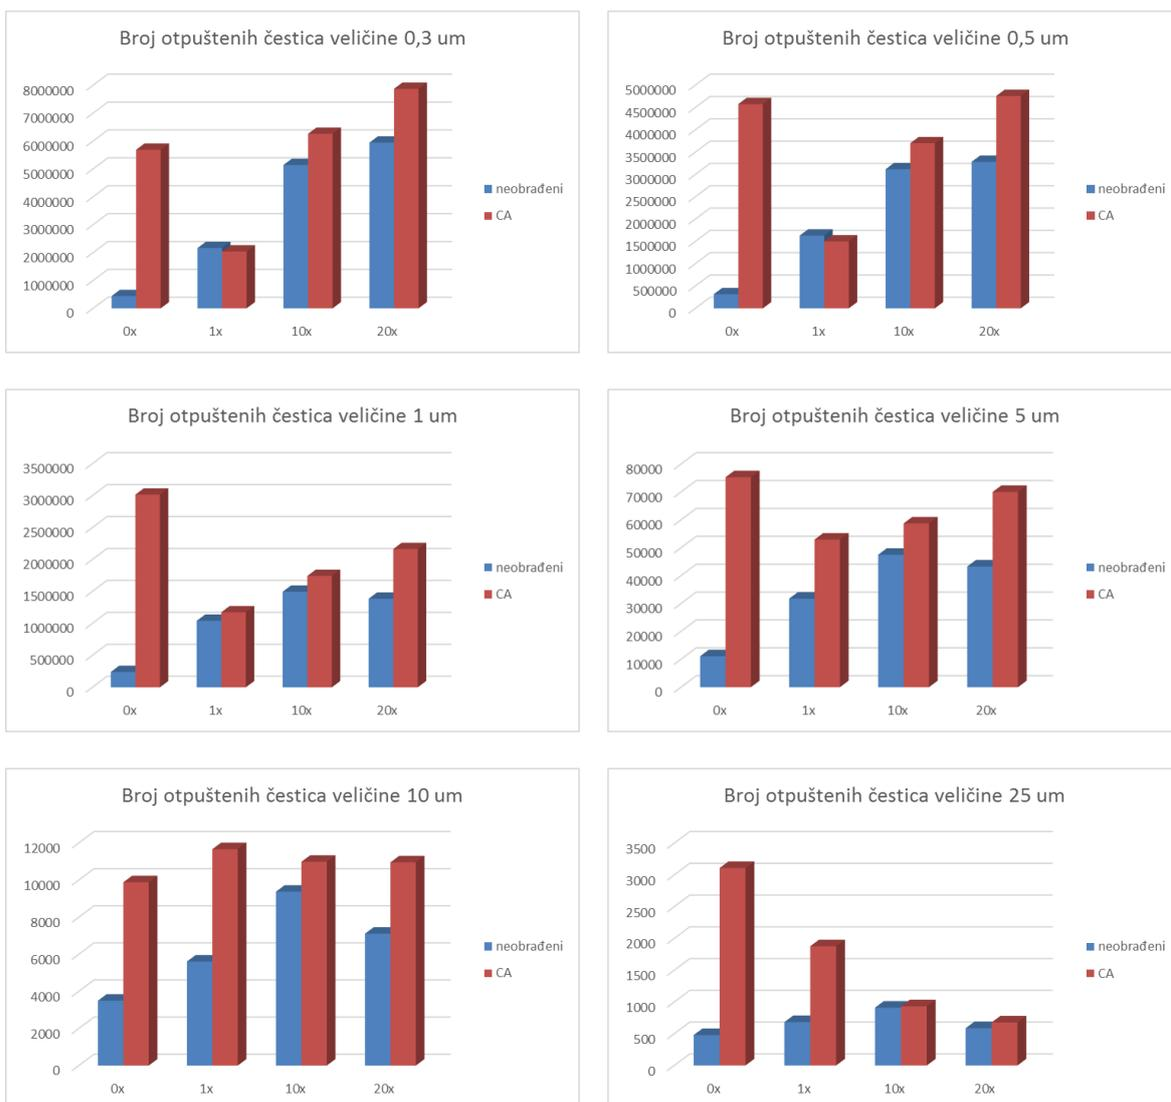 Broj otpuštenih čestica veličine 0,3 um
8000000
7000000
6000000
5000000
4000000
3000000
2000000
1000000
0
0x 1x 10x 20x
neobrađeni
CA
Broj otpuštenih čestica veličine 0,5 um
5000000
4500000
4000000
3500000
3000000
2500000
2000000
1500000
1000000
500000
0
0x 1x 10x 20x
neobrađeni
CA
Broj otpuštenih čestica veličine 1 um
3500000
3000000
2500000
2000000
1500000
1000000
500000
0
0x 1x 10x 20x
neobrađeni
CA
Broj otpuštenih čestica veličine 5 um
80000
70000
60000
50000
40000
30000
20000
10000
0
0x 1x 10x 20x
neobrađeni
CA
Broj otpuštenih čestica veličine 10 um
12000
10000
8000
6000
4000
2000
0
0x 1x 10x 20x
neobrađeni
CA
Broj otpuštenih čestica veličine 25 um
3500
3000
2500
2000
1500
1000
500
0
0x 1x 10x 20x
neobrađeni
CA